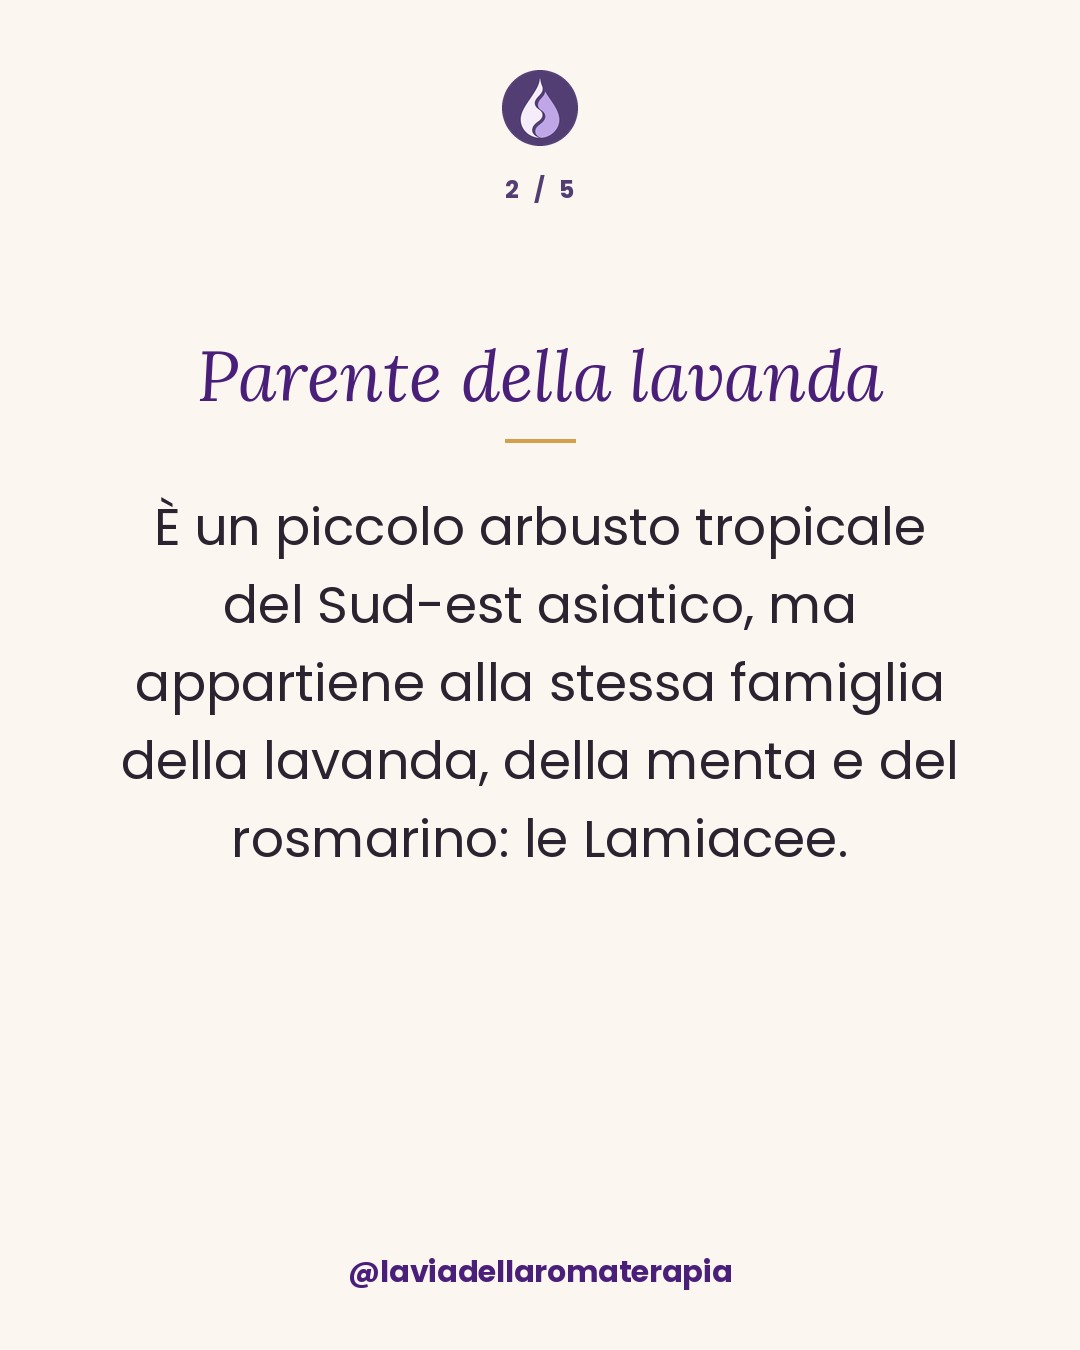 2 / 5
Parente della lavanda
È un piccolo arbusto tropicale
del Sud-est asiatico, ma
appartiene alla stessa famiglia
della lavanda, della menta e del
rosmarino: le Lamiacee.
@laviadellaromaterapia